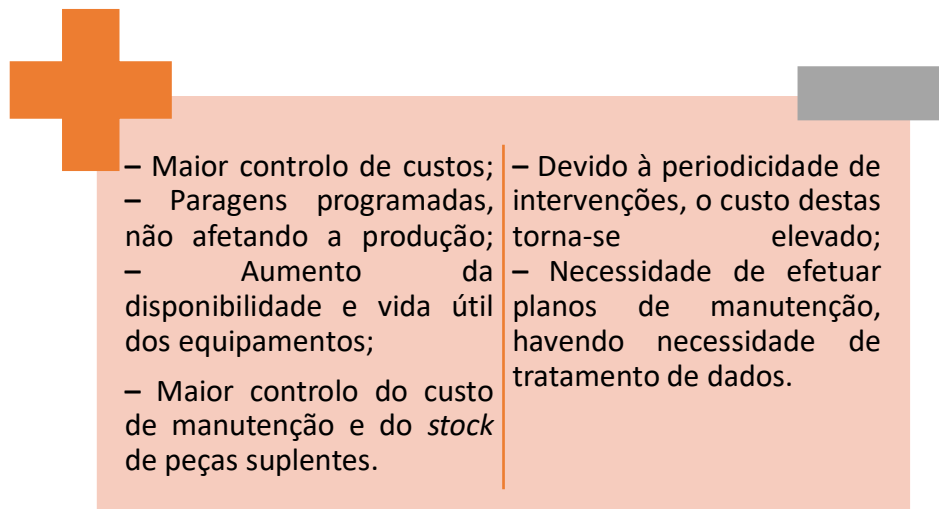 – Maior controlo de custos;
– Paragens programadas,
não afetando a produção;
– Aumento da
disponibilidade e vida útil
dos equipamentos;
– Maior controlo do custo
de manutenção e do stock
de peças suplentes.
– Devido à periodicidade de
intervenções, o custo destas
torna-se elevado;
– Necessidade de efetuar
planos de manutenção,
havendo necessidade de
tratamento de dados.